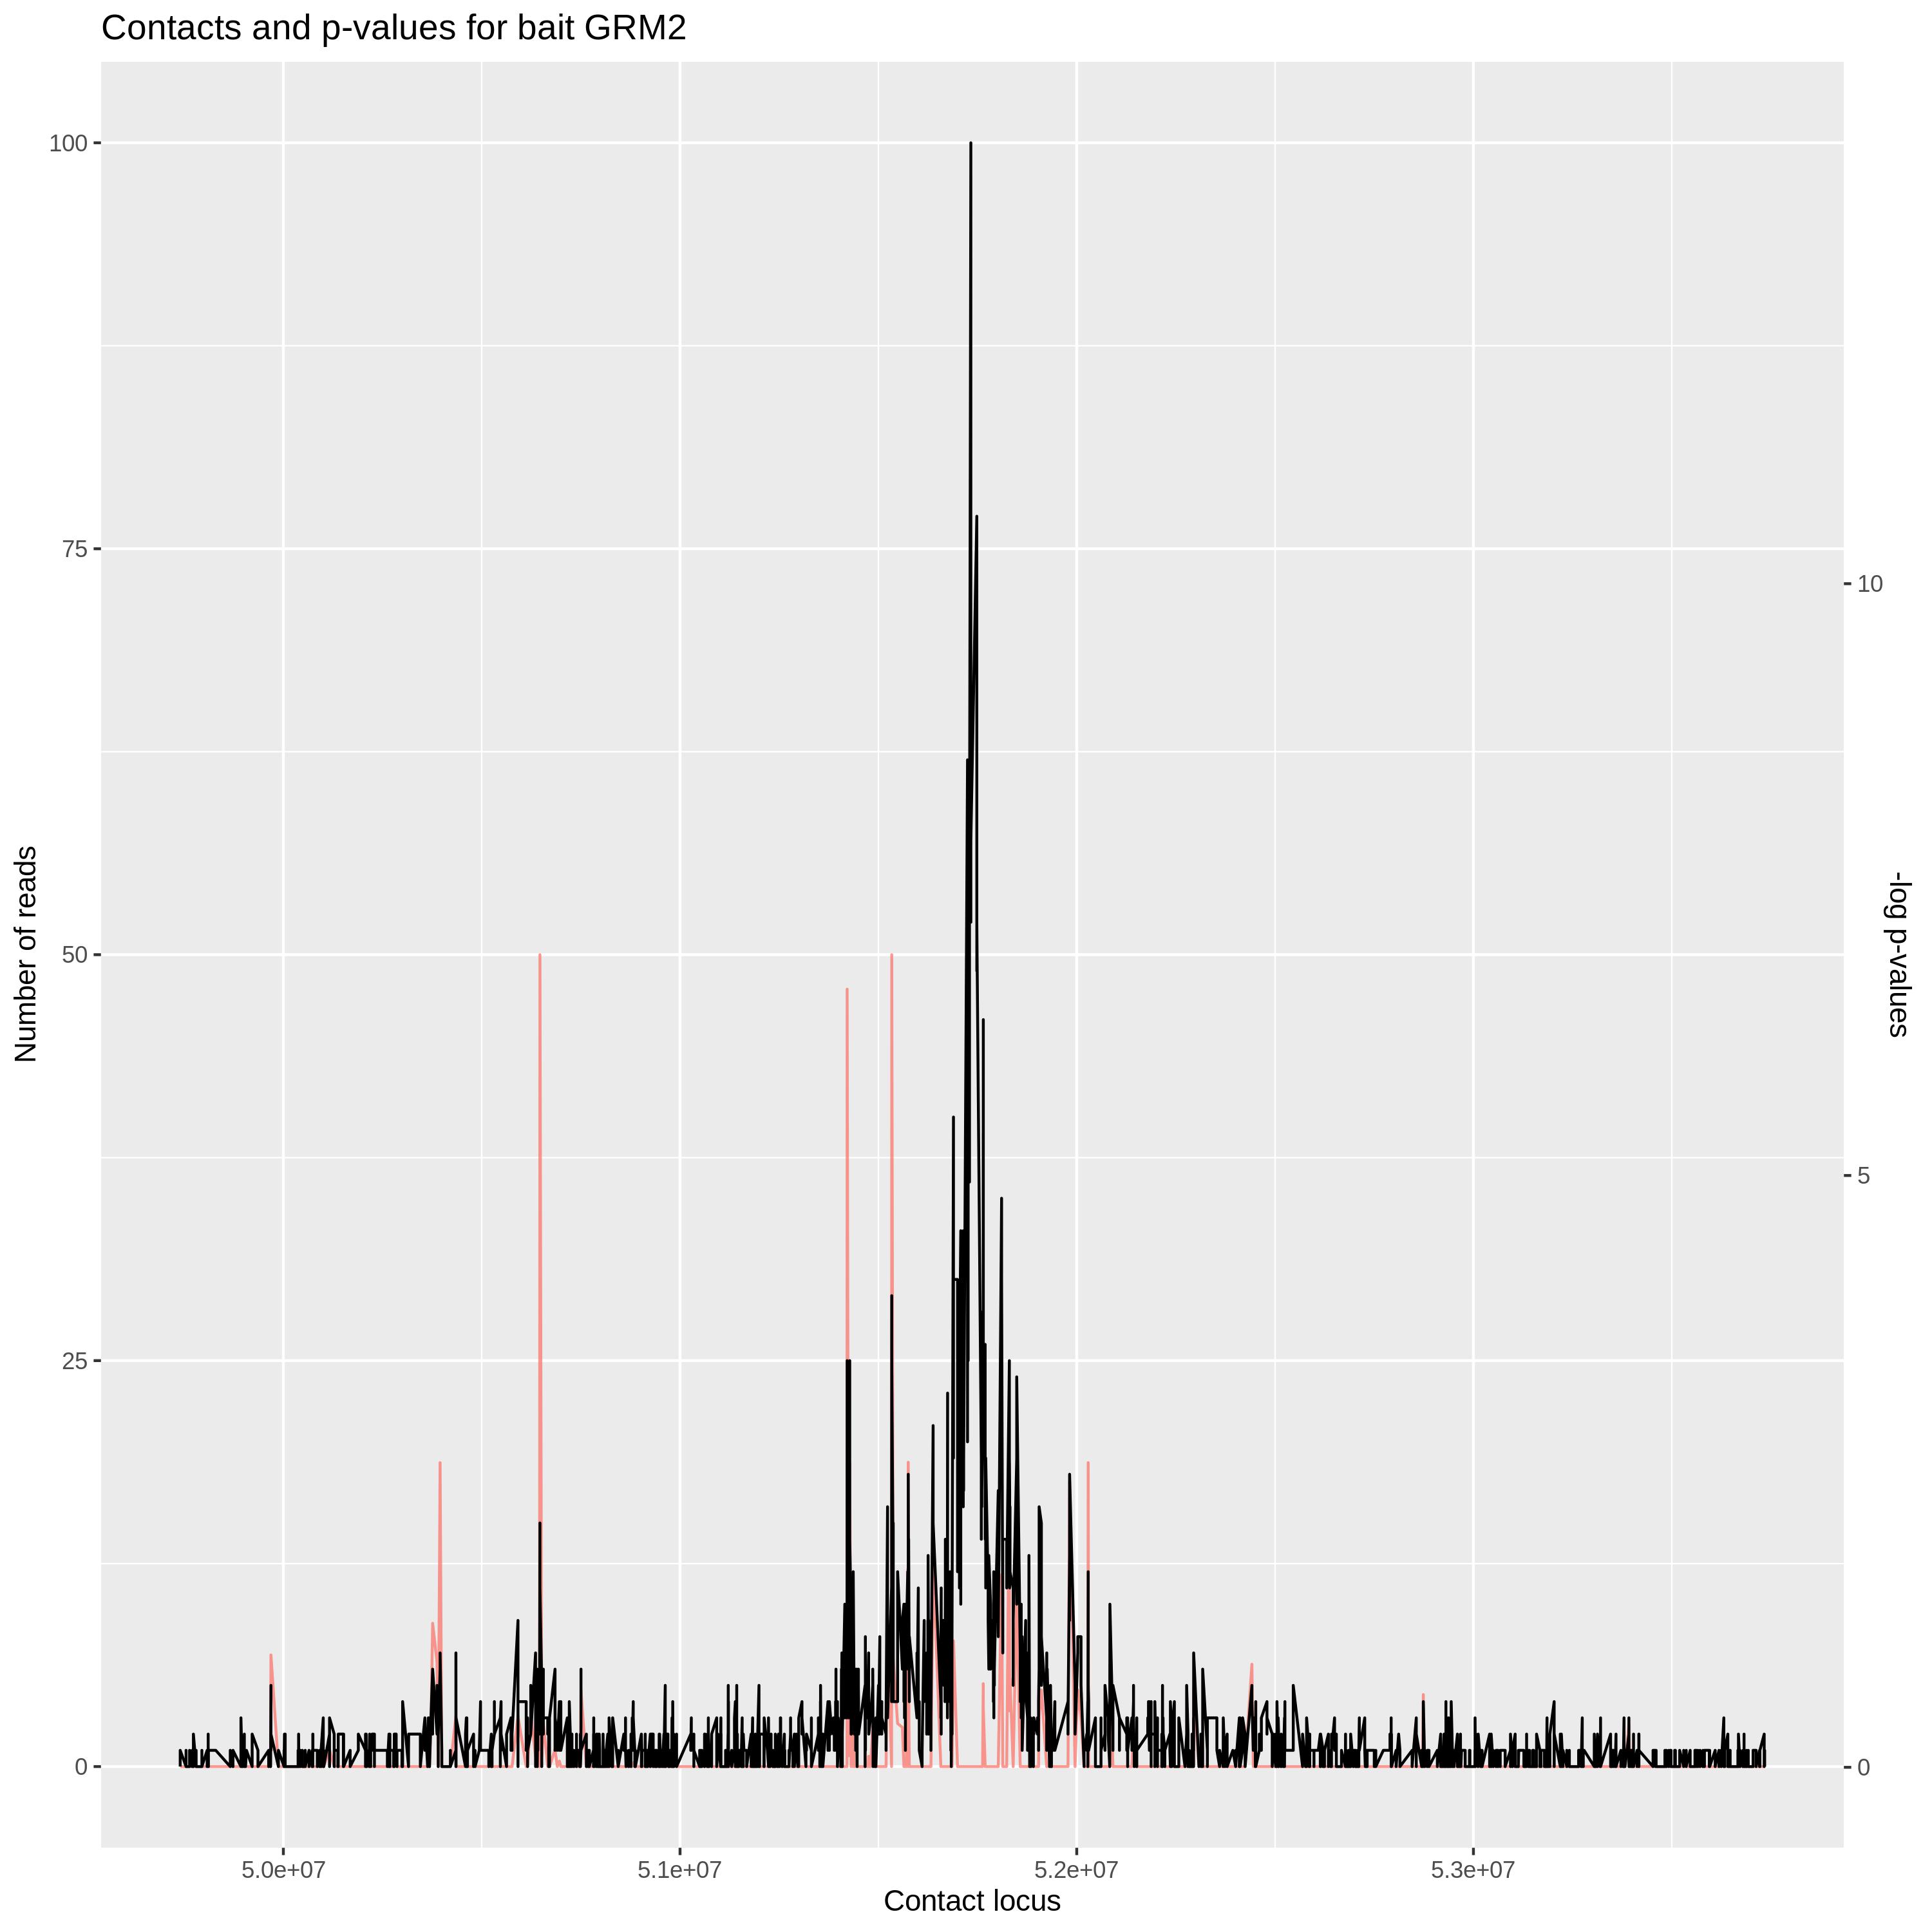 Contacts and p-values for bait GRM2
100
75
50
25
0
Number of reads
10
5
0
-log p-values
5.0e+07
5.1e+07
5.2e+07
5.3e+07
Contact locus